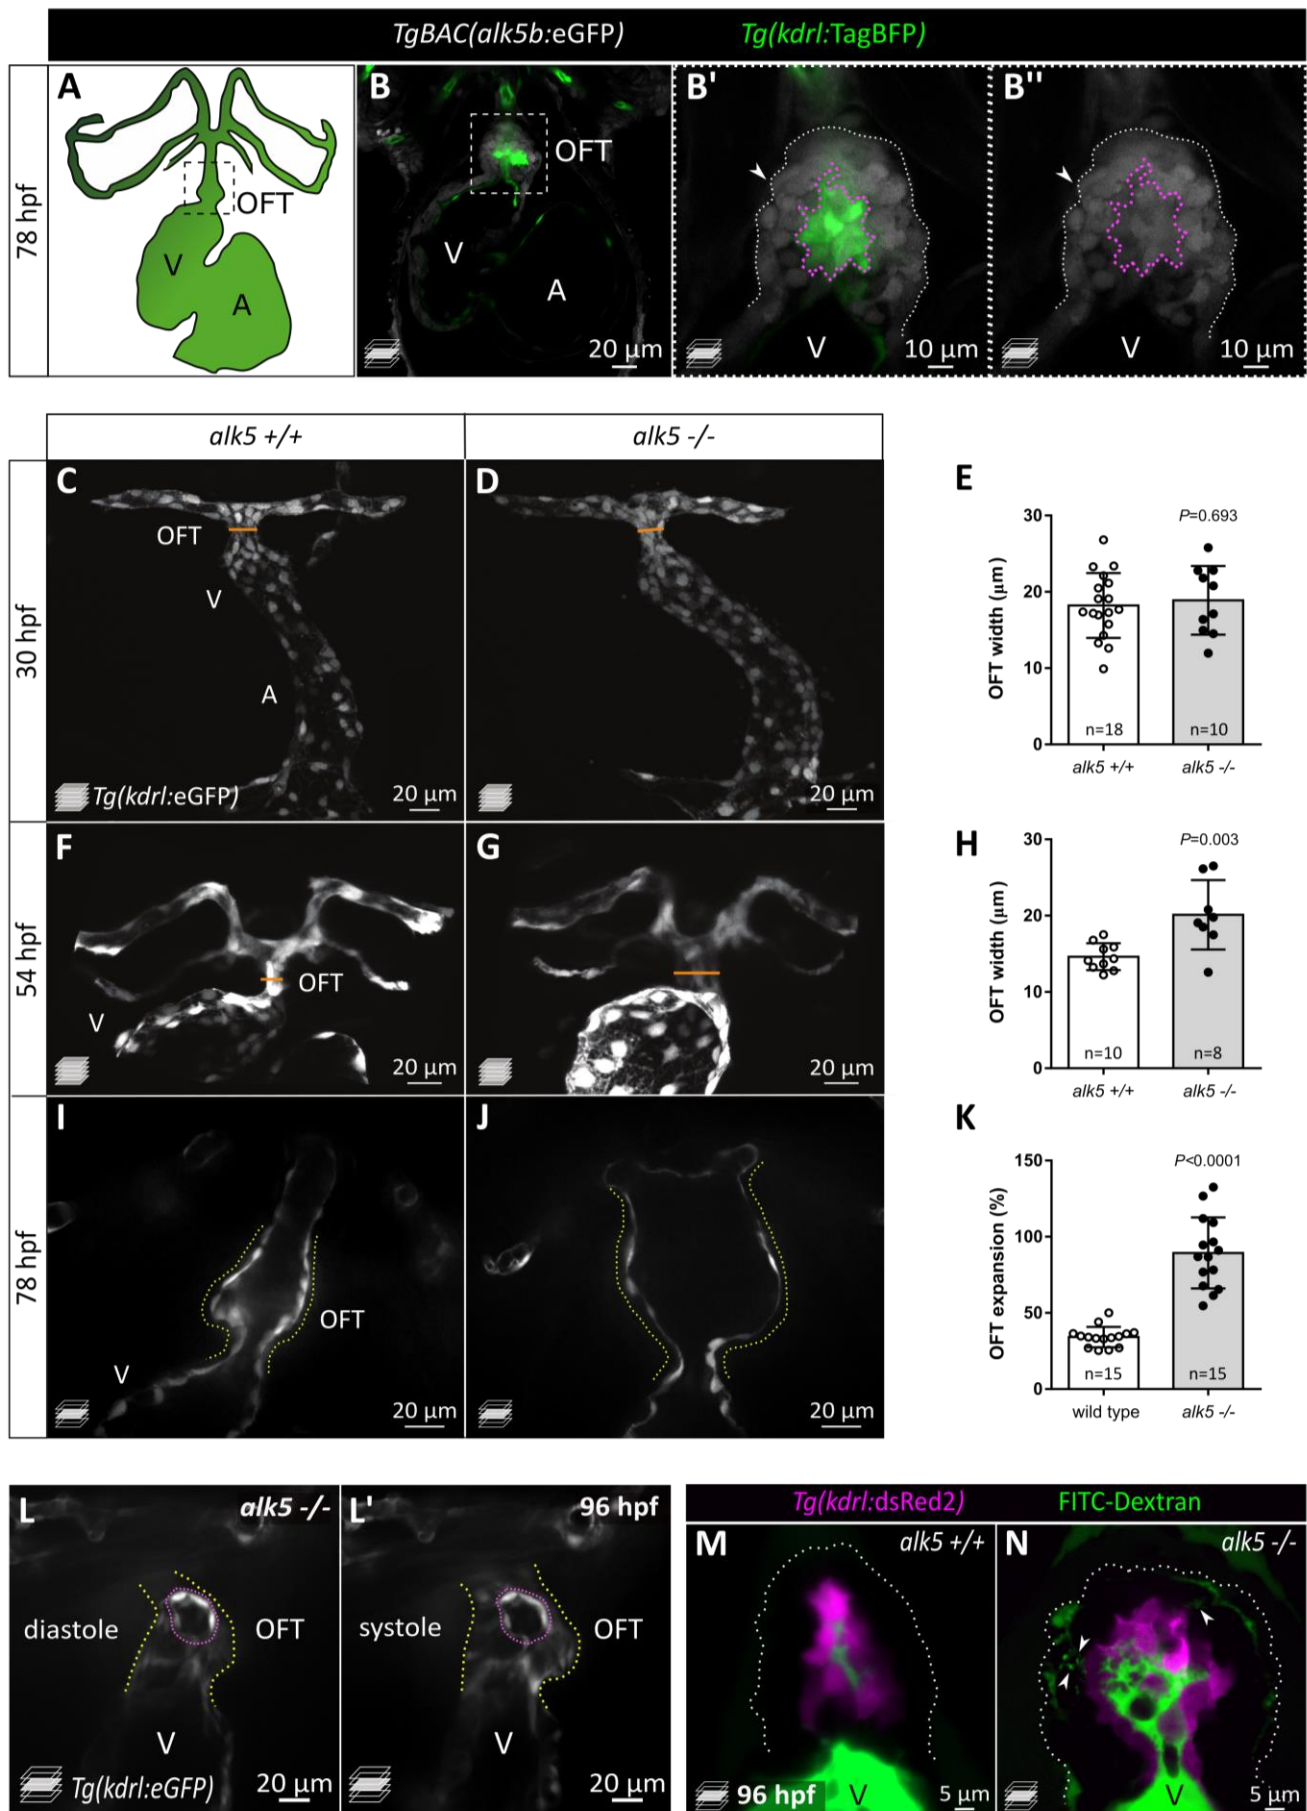 TgBAC(alk5b:eGFP) Tg(kdrl:TagBFP)
78 hpf
A
OFT
V
A
B
OFT
V
A
20 µm
B'
V
10 µm
B''
V
10 µm
alk5 +/+ alk5 -/-
30 hpf
C
OFT
V
A
Tg(kdrl:eGFP)
20 µm
D
20 µm
E
OFT width (µm)
30
20
10
0
P=0.693
n=18
n=10
alk5 +/+
alk5 -/-
54 hpf
F
OFT
V
20 µm
G
20 µm
H
OFT width (µm)
30
20
10
0
P=0.003
n=10
n=8
alk5 +/+
alk5 -/-
78 hpf
I
OFT
V
20 µm
J
20 µm
K
OFT expansion (%)
150
100
50
0
P<0.0001
n=15
n=15
wild type
alk5 -/-
L
alk5 -/-
diastole
OFT
V
Tg(kdrl:eGFP)
20 µm
L'
96 hpf
systole
OFT
V
20 µm
Tg(kdrl:dsRed2) FITC-Dextran
M
alk5 +/+
96 hpf
V
5 µm
N
alk5 -/-
V
5 µm